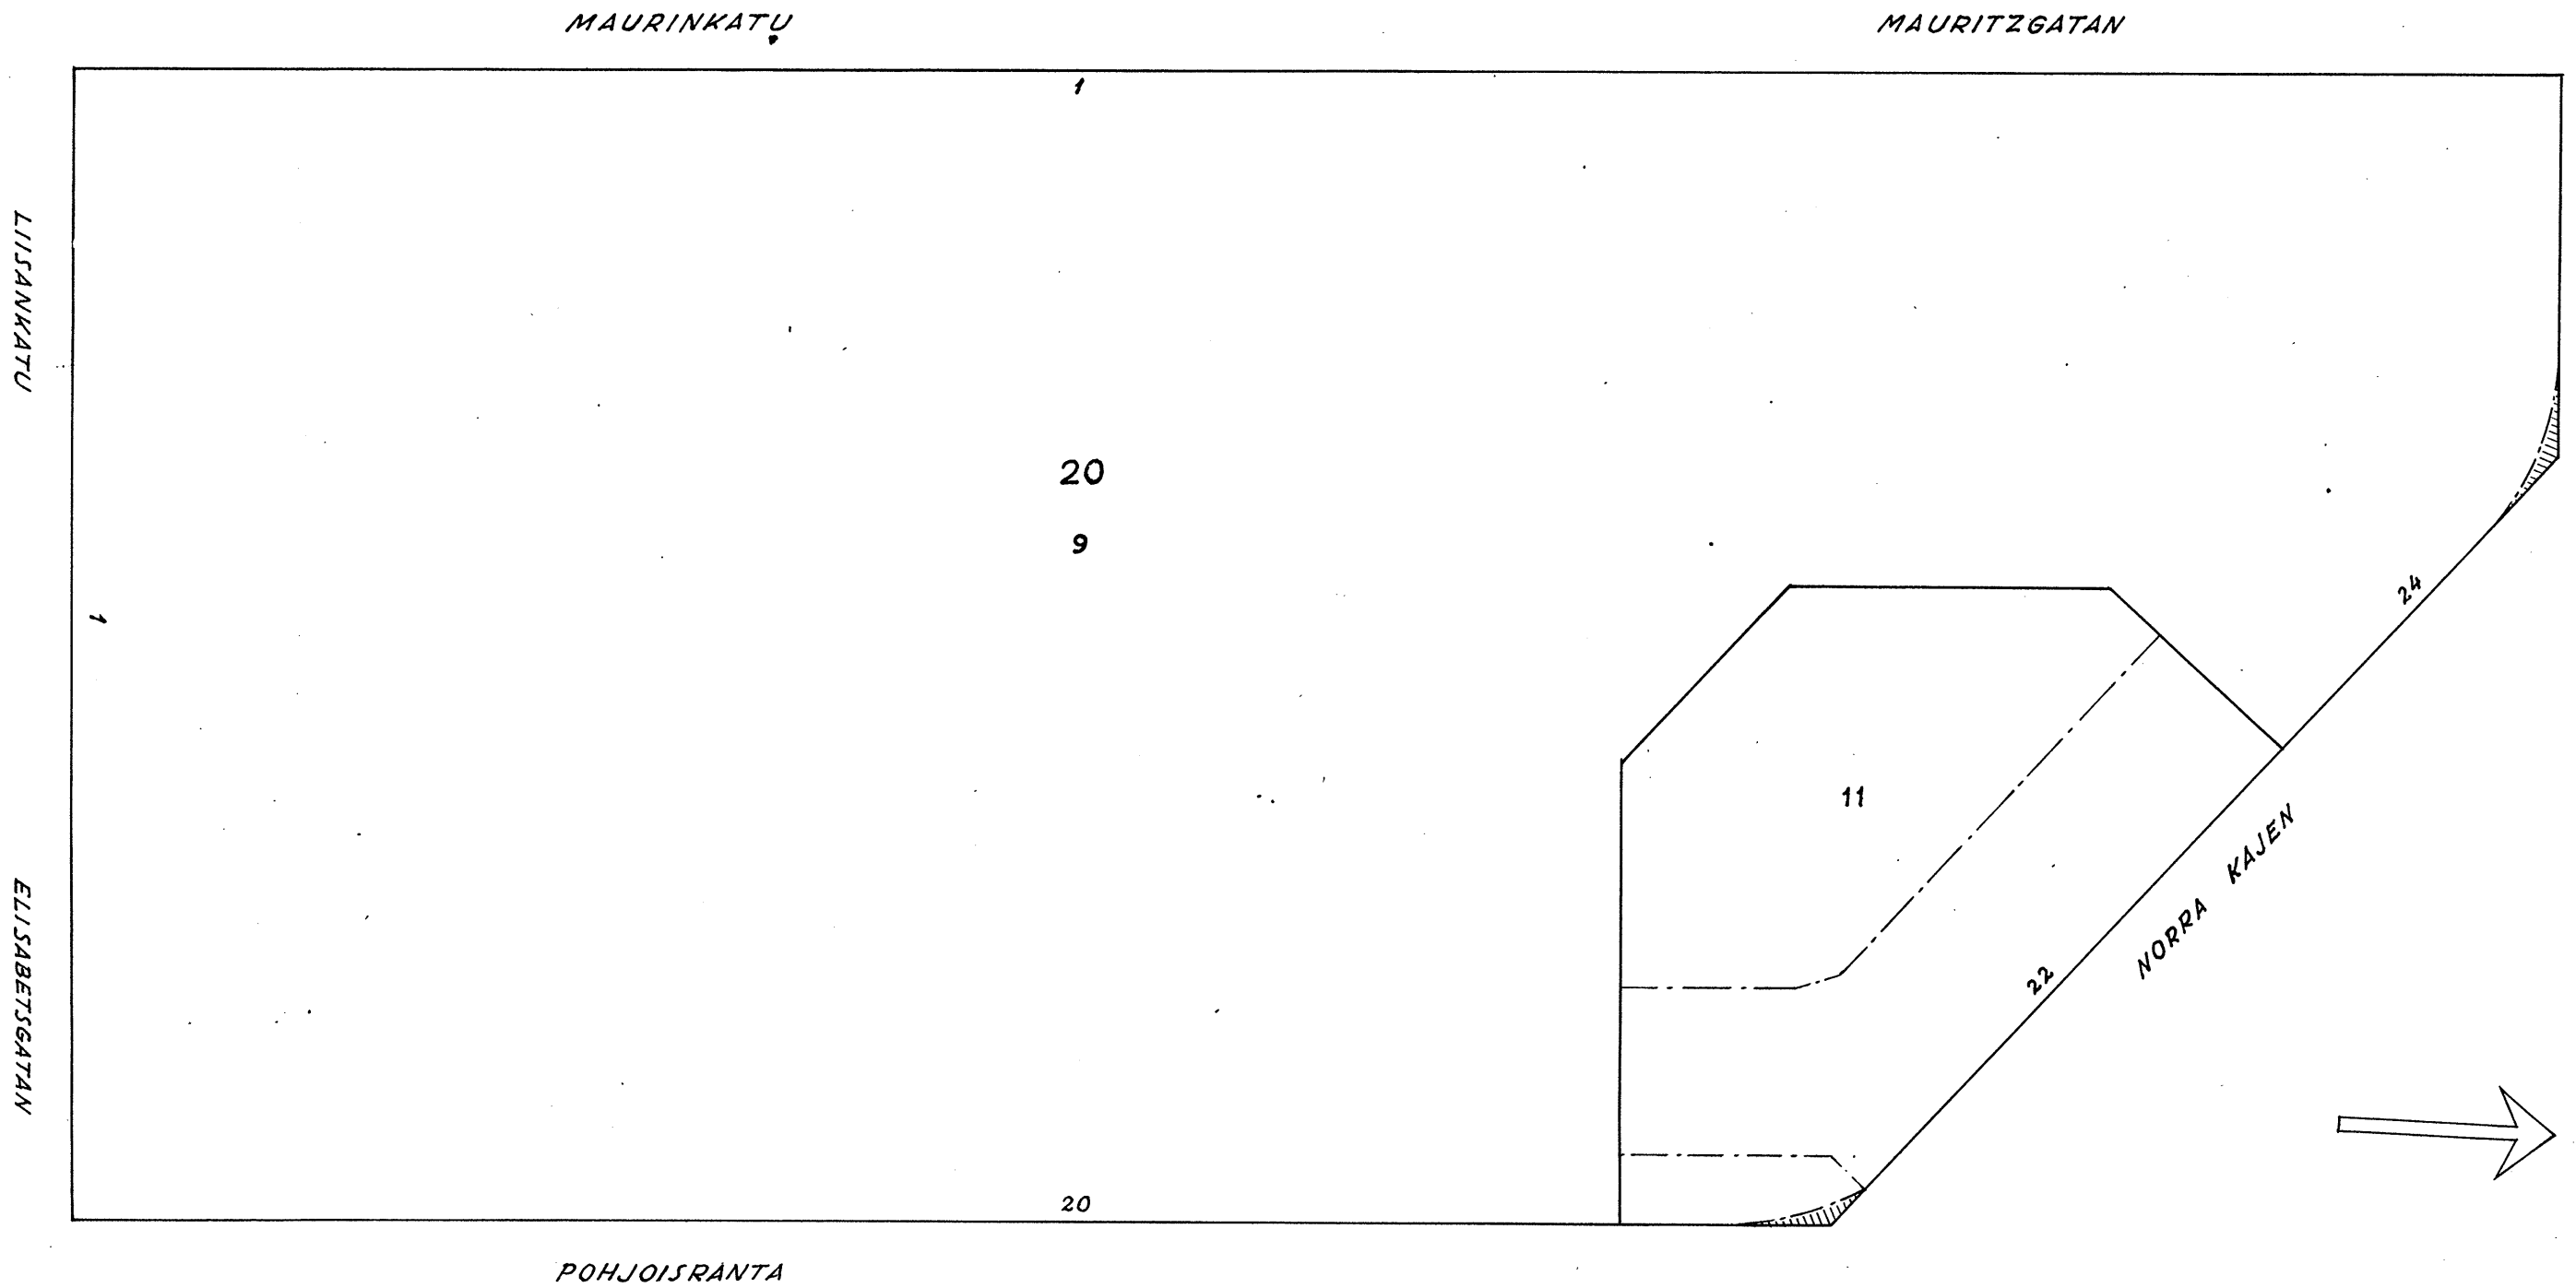 MAURINKATU
MAURITZGATAN
1
LIISANKATU
20
9
1
24
11
ELISABETSGATAN
NORRA KAJEN
22
20
POHJOISRANTA